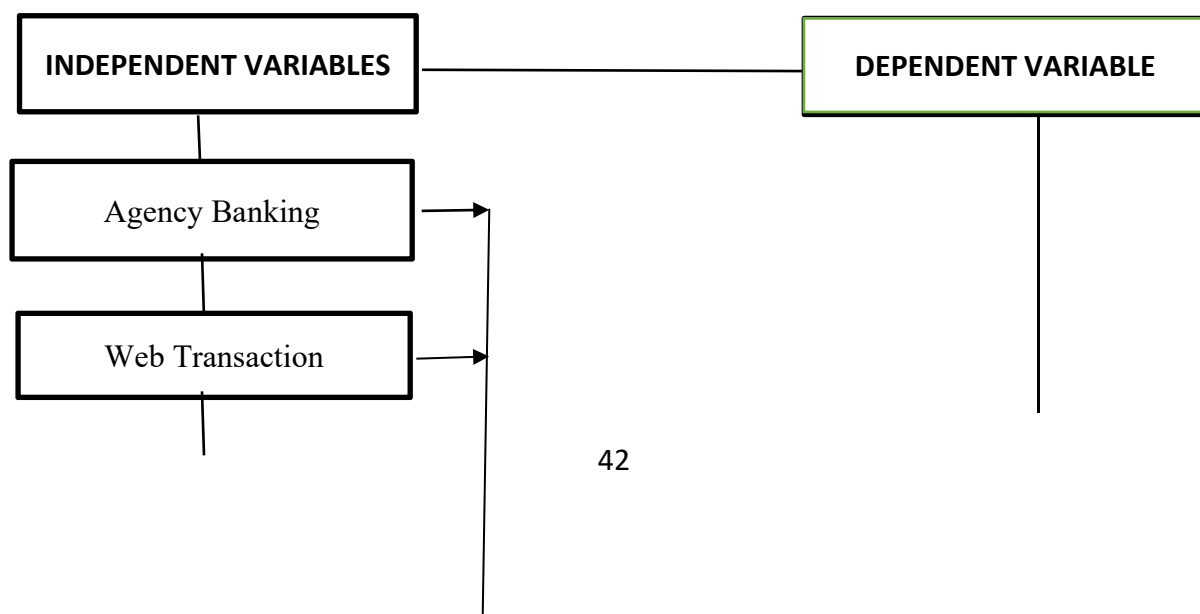 INDEPENDENT VARIABLES
DEPENDENT VARIABLE
Agency Banking
Web Transaction
42